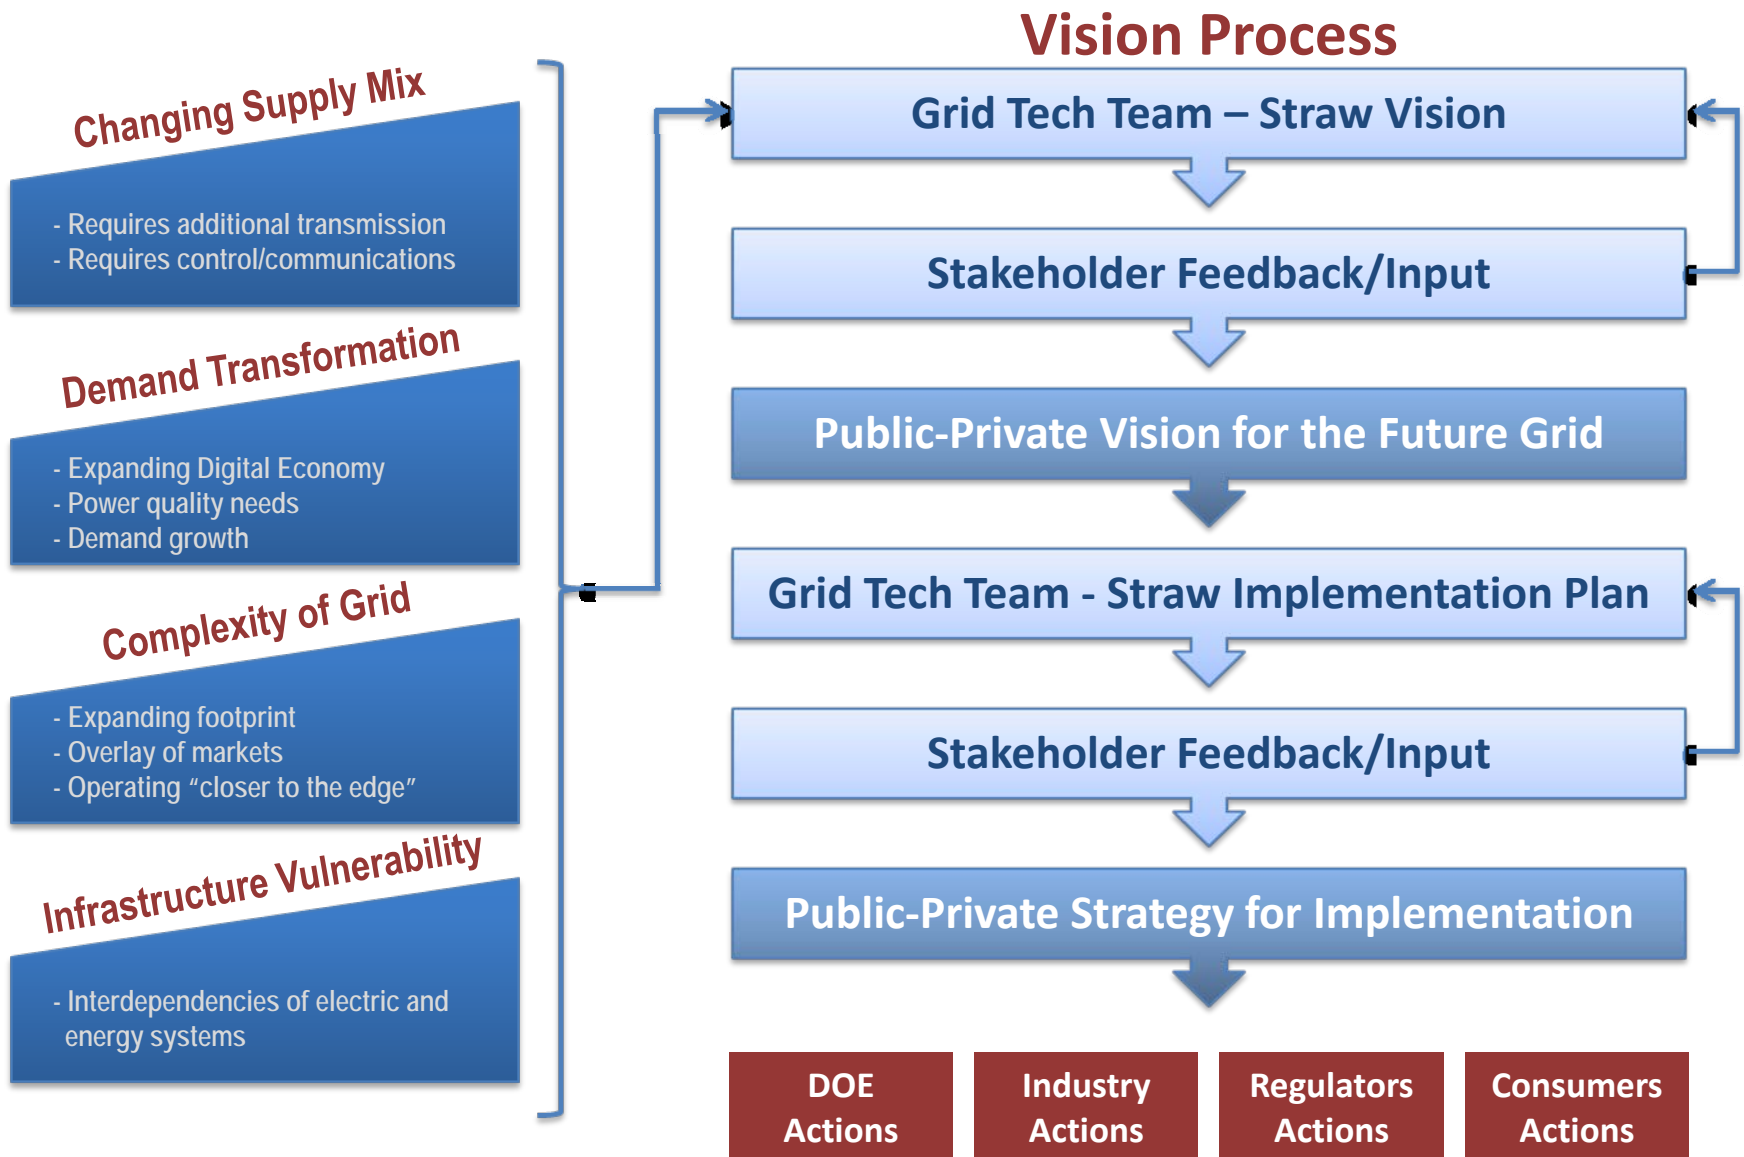 Changing Supply Mix
- Requires additional transmission
- Requires control/communications
Demand Transformation
- Expanding Digital Economy
- Power quality needs
- Demand growth
Complexity of Grid
- Expanding footprint
- Overlay of markets
- Operating “closer to the edge”
Infrastructure Vulnerability
- Interdependencies of electric and
energy systems
Vision Process
Grid Tech Team – Straw Vision
Stakeholder Feedback/Input
Public-Private Vision for the Future Grid
Grid Tech Team - Straw Implementation Plan
Stakeholder Feedback/Input
Public-Private Strategy for Implementation
DOE
Actions
Industry
Actions
Regulators
Actions
Consumers
Actions